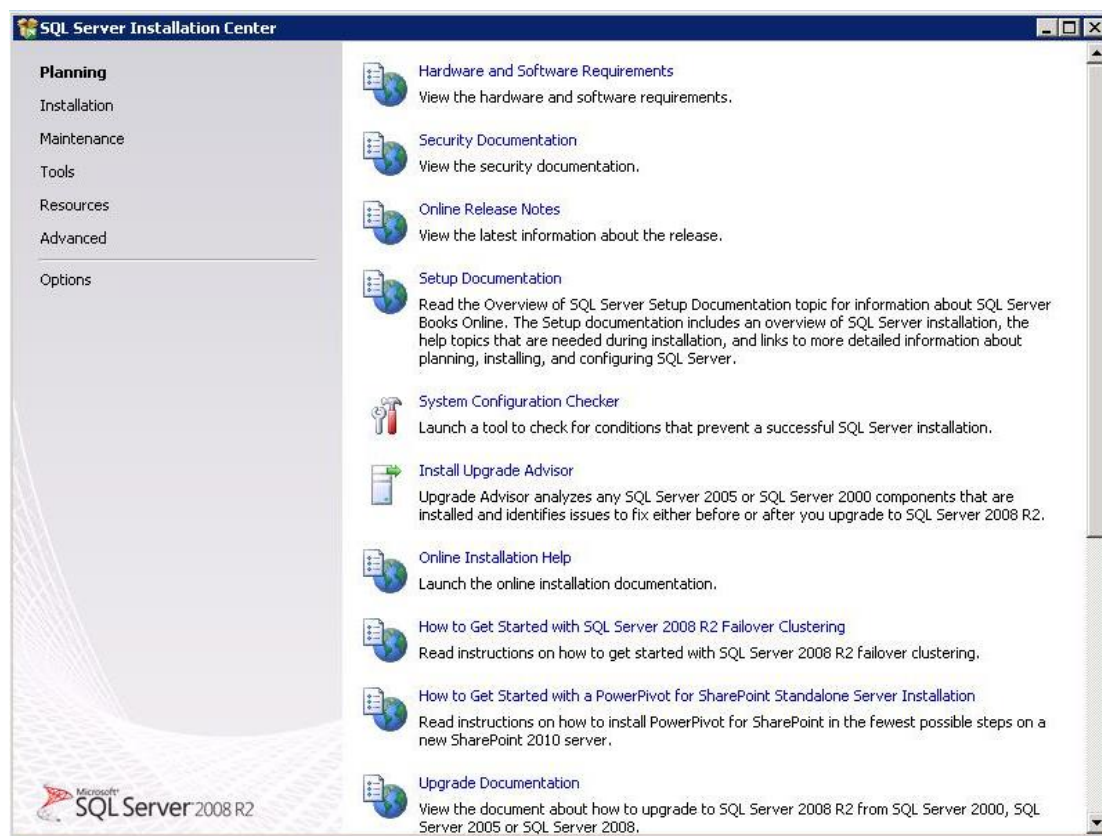 SQL Server Installation Center
Planning
Installation
Maintenance
Tools
Resources
Advanced
Options
Hardware and Software Requirements
View the hardware and software requirements.
Security Documentation
View the security documentation.
Online Release Notes
View the latest information about the release.
Setup Documentation
Read the Overview of SQL Server Setup Documentation topic for information about SQL Server
Books Online. The Setup documentation includes an overview of SQL Server installation, the
help topics that are needed during installation, and links to more detailed information about
planning, installing, and configuring SQL Server.
System Configuration Checker
Launch a tool to check for conditions that prevent a successful SQL Server installation.
Install Upgrade Advisor
Upgrade Advisor analyzes any SQL Server 2005 or SQL Server 2000 components that are
installed and identifies issues to fix either before or after you upgrade to SQL Server 2008 R2.
Online Installation Help
Launch the online installation documentation.
How to Get Started with SQL Server 2008 R2 Failover Clustering
Read instructions on how to get started with SQL Server 2008 R2 failover clustering.
How to Get Started with a PowerPivot for SharePoint Standalone Server Installation
Read instructions on how to install PowerPivot for SharePoint in the fewest possible steps on a
new SharePoint 2010 server.
Upgrade Documentation
View the document about how to upgrade to SQL Server 2008 R2 from SQL Server 2000, SQL
Server 2005 or SQL Server 2008.
Microsoft
SQL Server 2008 R2